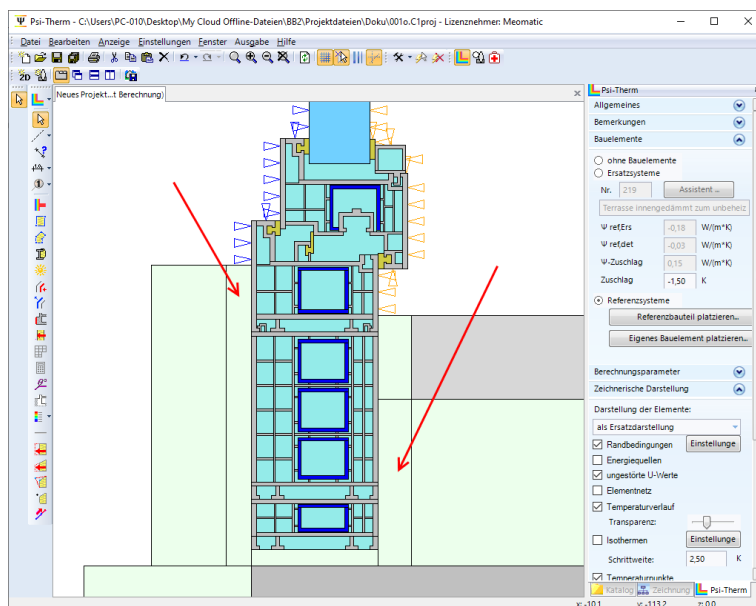 Psi-Therm - C:\Users\PC-010\Desktop\My Cloud Offline-Dateien\BB2\Projektdateien\Doku\001o.C1proj - Lizenznehmer: Meomatic
Datei Bearbeiten Anzeige Einstellungen Fenster Ausgabe Hilfe
2D
Neues Projekt...t Berechnung)
Psi-Therm
Allgemeines
Bemerkungen
Bauelemente
ohne Bauelemente
Ersatzsysteme
Nr. 219 Assistent ...
Terrasse innengedämmt zum unbeheiz
Ψ ref,Ers -0,18 W/(m*K)
Ψ ref,det -0,03 W/(m*K)
Ψ-Zuschlag 0,15 W/(m*K)
Zuschlag -1,50 K
Referenzsysteme
Referenzbauteil platzieren...
Eigenes Bauelement platzieren...
Berechnungsparameter
Zeichnerische Darstellung
Darstellung der Elemente:
als Ersatzdarstellung
Randbedingungen Einstellunge
Energiequellen
ungestörte U-Werte
Elementnetz
Temperaturverlauf
Transparenz:
Isothermen Einstellunge
Schrittweite: 2,50 K
Temperaturpunkte
Katalog Zeichnung Psi-Therm
x: -10,1 y: -113,2 z: 0,0